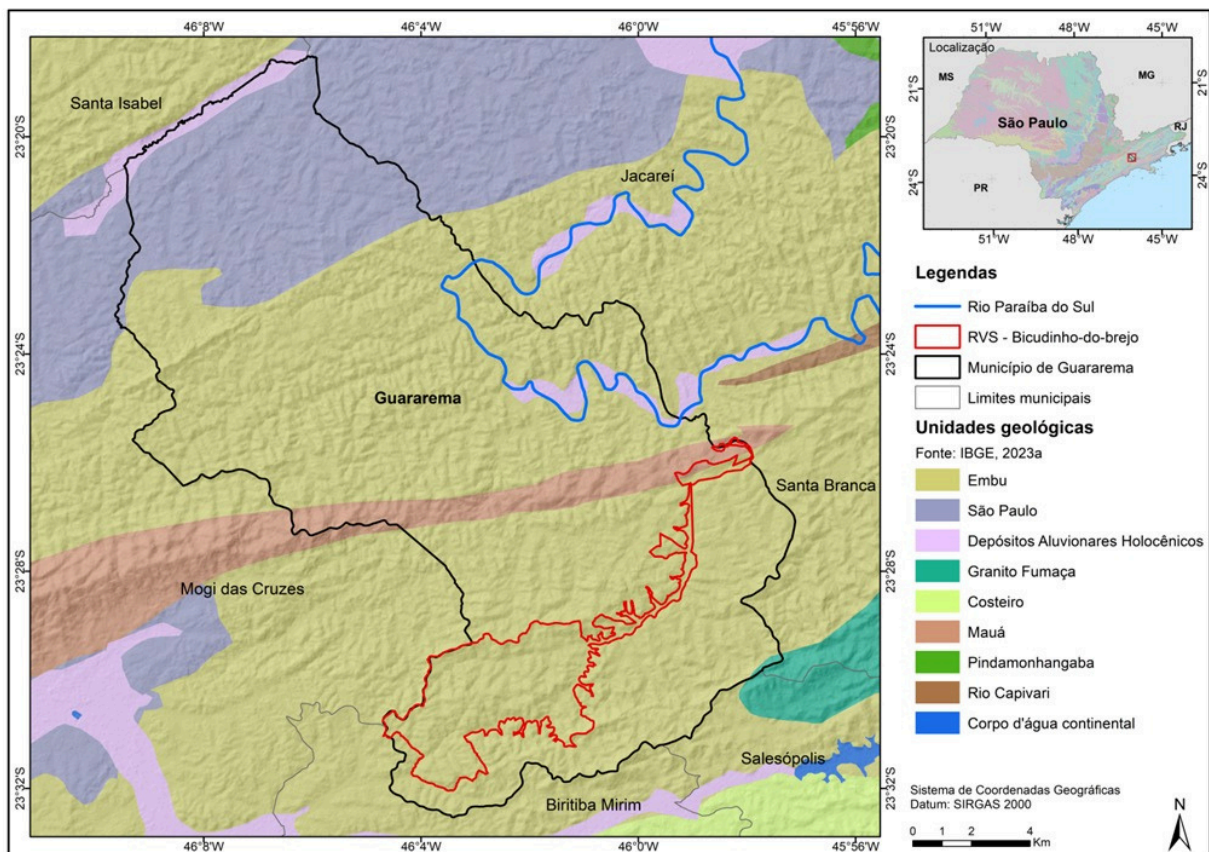 46°8'W
46°4'W
46°0'W
45°56'W
23°20'S
23°24'S
23°28'S
23°32'S
Santa Isabel
Jacareí
Guararema
Santa Branca
Mogi das Cruzes
Salesópolis
Biritiba Mirim
46°8'W
46°4'W
46°0'W
45°56'W
23°32'S
51°W
48°W
45°W
Localização
MS
MG
21°S
21°S
São Paulo
RJ
24°S
24°S
PR
51°W
48°W
45°W
Legendas
Rio Paraíba do Sul
RVS - Bicudinho-do-brejo
Município de Guararema
Limites municipais
Unidades geológicas
Fonte: IBGE, 2023a
Embu
São Paulo
Depósitos Aluvionares Holocênicos
Granito Fumaça
Costeiro
Mauá
Pindamonhangaba
Rio Capivari
Corpo d'água continental
Sistema de Coordenadas Geográficas
Datum: SIRGAS 2000
0 1 2 4
Km
N
23°20'S
23°24'S
23°28'S